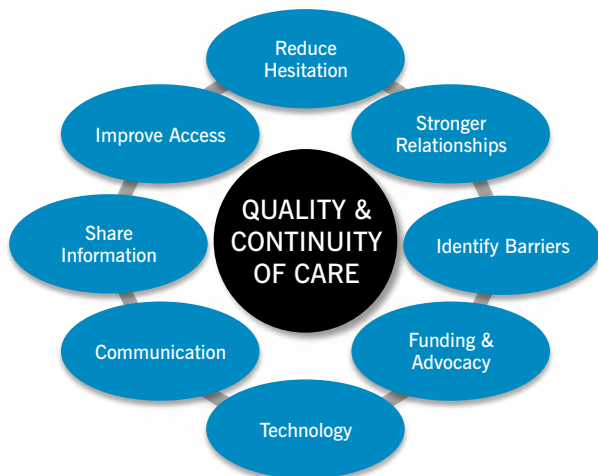 Reduce
Hesitation
Stronger
Relationships
Identify Barriers
Funding &
Advocacy
Technology
Communication
Share
Information
Improve Access
QUALITY &
CONTINUITY
OF CARE